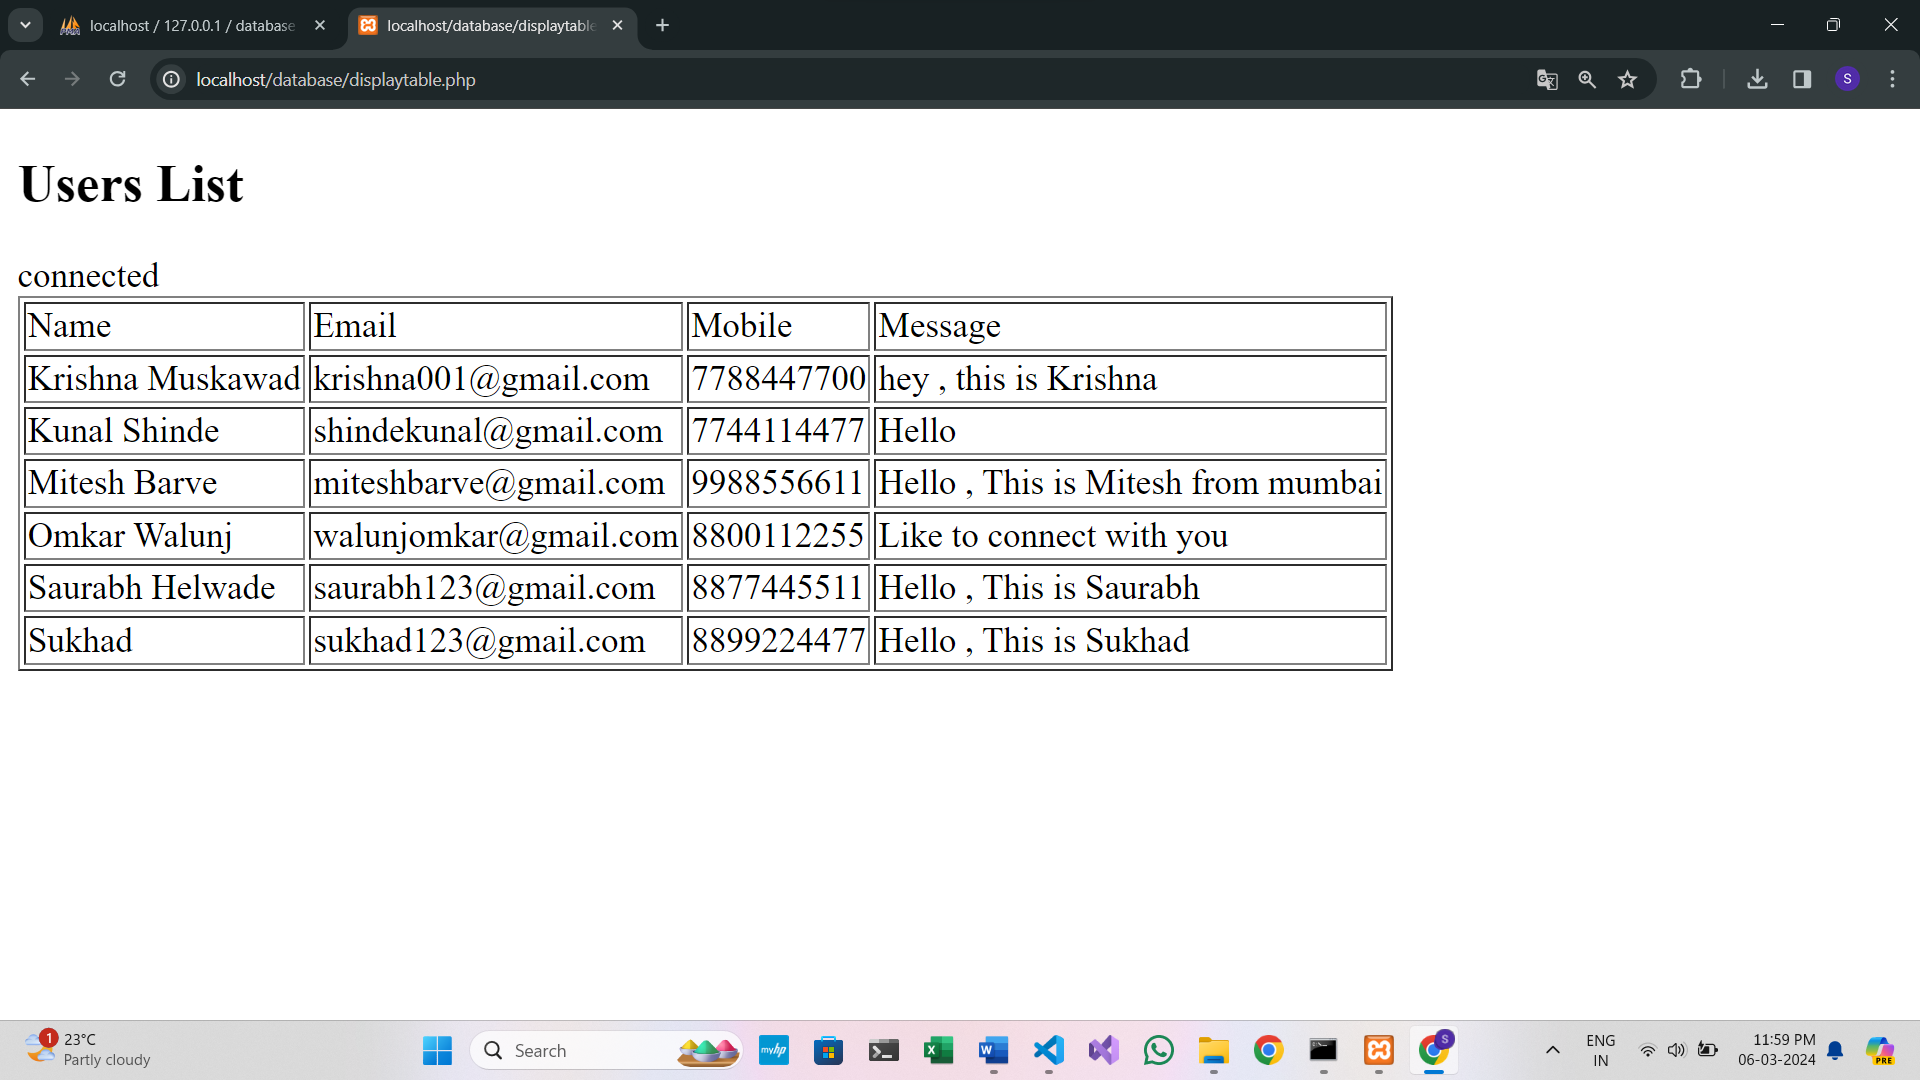 localhost / 127.0.0.1 / database
localhost/database/displaytable
localhost/database/displaytable.php
S
Users List
connected
Name Email Mobile Message
Krishna Muskawad krishna001@gmail.com 7788447700 hey , this is Krishna
Kunal Shinde shindekunal@gmail.com 7744114477 Hello
Mitesh Barve miteshbarve@gmail.com 9988556611 Hello , This is Mitesh from mumbai
Omkar Walunj walunjomkar@gmail.com 8800112255 Like to connect with you
Saurabh Helwade saurabh123@gmail.com 8877445511 Hello , This is Saurabh
Sukhad sukhad123@gmail.com 8899224477 Hello , This is Sukhad
1 23°C
Partly cloudy
Search
myhp
S
ENG
IN
11:59 PM
06-03-2024
PRE